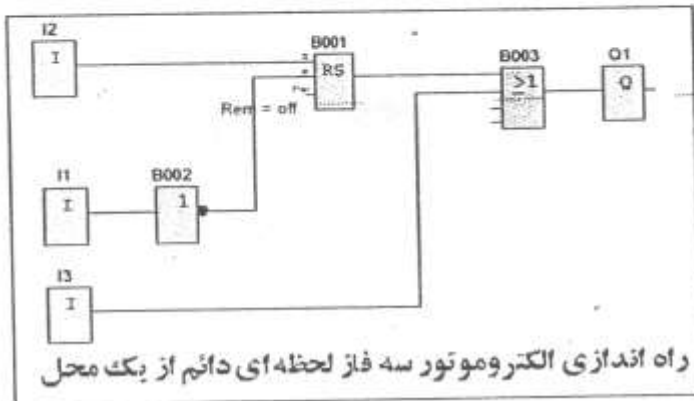 I2
I
B001
RS
Rem = off
B003
≥1
Q1
Q
I1
I
B002
1
I3
I
راه اندازی الکتروموتور سه فاز لحظه ای دائم از یک محل